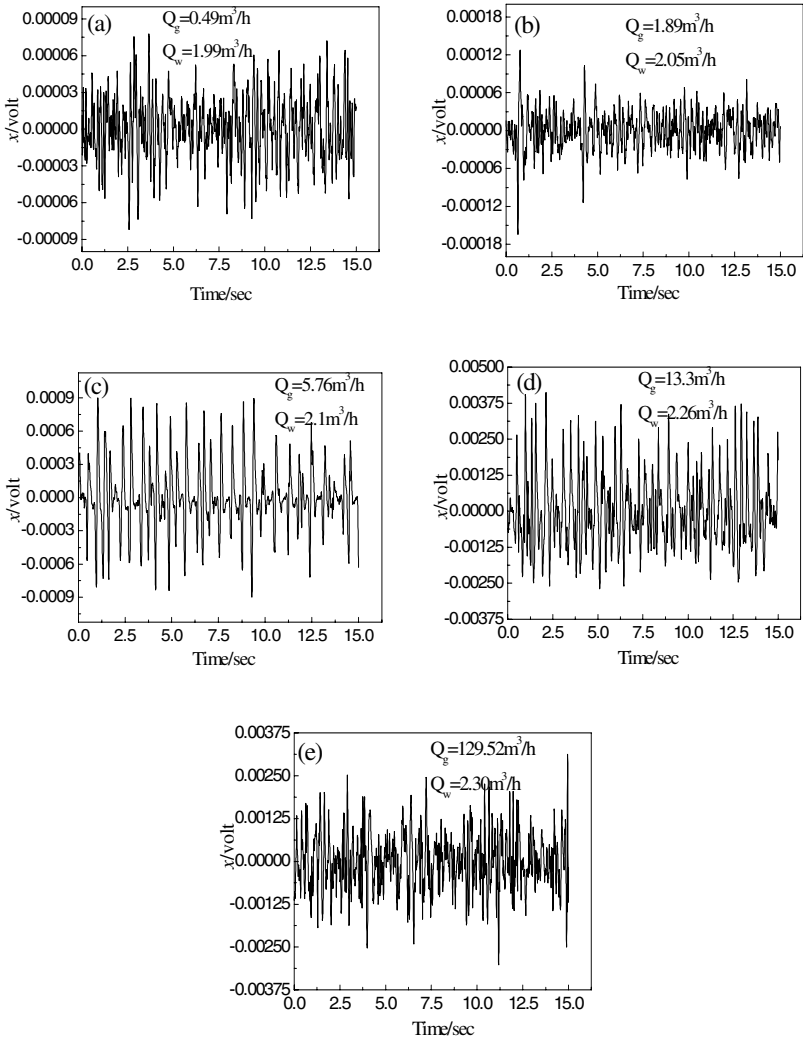 (a)
Q_g=0.49m³/h
Q_w=1.99m³/h
0.00009
0.00006
0.00003
0.00000
-0.00003
-0.00006
-0.00009
x/volt
0.0 2.5 5.0 7.5 10.0 12.5 15.0
Time/sec
(b)
Q_g=1.89m³/h
Q_w=2.05m³/h
0.00018
0.00012
0.00006
0.00000
-0.00006
-0.00012
-0.00018
x/volt
0.0 2.5 5.0 7.5 10.0 12.5 15.0
Time/sec
(c)
Q_g=5.76m³/h
Q_w=2.1m³/h
0.0009
0.0006
0.0003
0.0000
-0.0003
-0.0006
-0.0009
x/volt
0.0 2.5 5.0 7.5 10.0 12.5 15.0
Time/sec
(d)
Q_g=13.3m³/h
Q_w=2.26m³/h
0.00500
0.00375
0.00250
0.00125
0.00000
-0.00125
-0.00250
-0.00375
x/volt
0.0 2.5 5.0 7.5 10.0 12.5 15.0
Time/sec
(e)
Q_g=129.52m³/h
Q_w=2.30m³/h
0.00375
0.00250
0.00125
0.00000
-0.00125
-0.00250
-0.00375
x/volt
0.0 2.5 5.0 7.5 10.0 12.5 15.0
Time/sec